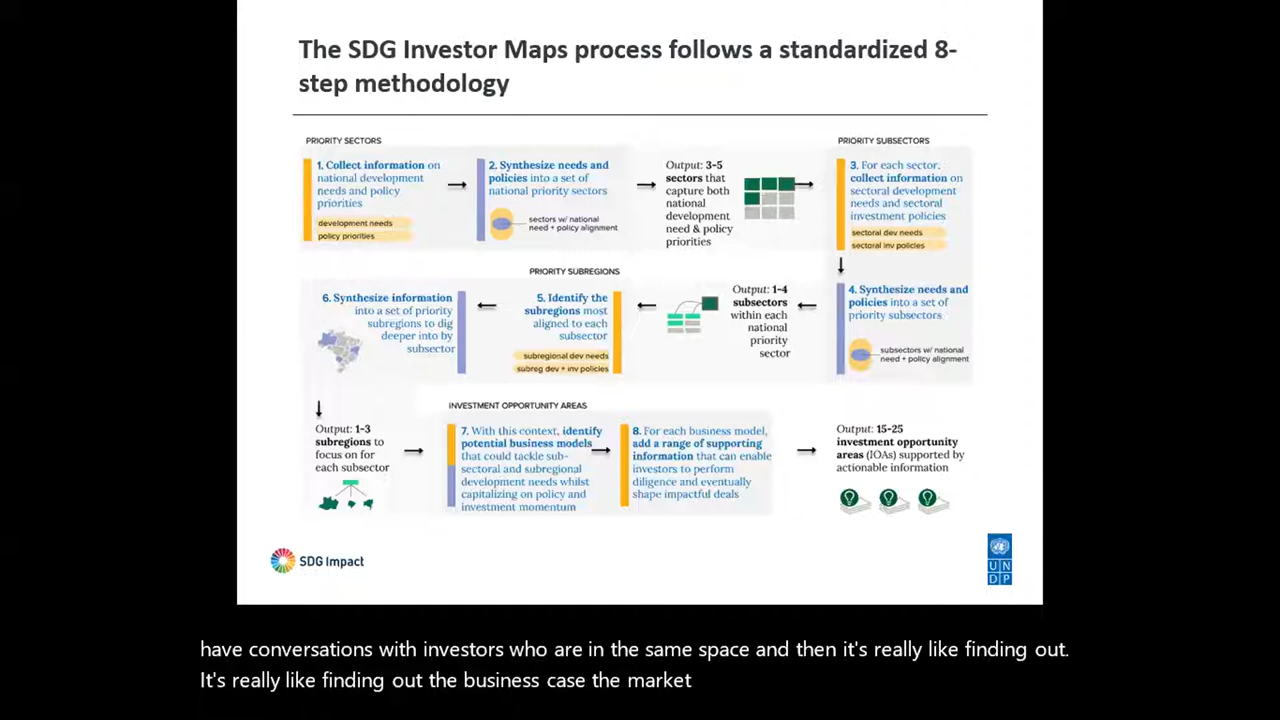 The SDG Investor Maps process follows a standardized 8-
step methodology
PRIORITY SECTORS
1. Collect information on
national development
needs and policy
priorities
development needs
policy priorities
2. Synthesize needs and
policies into a set of
national priority sectors
sectors w/ national
need + policy alignment
Output: 3-5
sectors that
capture both
national
development
need & policy
priorities
PRIORITY SUBSECTORS
3. For each sector,
collect information on
sectoral development
needs and sectoral
investment policies
sectoral dev needs
sectoral inv policies
4. Synthesize needs and
policies into a set of
priority subsectors
subsectors w/ national
need + policy alignment
Output: 1-4
subsectors
within each
national
priority
sector
PRIORITY SUBREGIONS
5. Identify the
subregions most
aligned to each
subsector
subregional dev needs
subreg dev + inv policies
6. Synthesize information
into a set of priority
subregions to dig
deeper into by
subsector
Output: 1-3
subregions to
focus on for
each subsector
INVESTMENT OPPORTUNITY AREAS
7. With this context, identify
potential business models
that could tackle sub-
sectoral and subregional
development needs whilst
capitalizing on policy and
investment momentum
8. For each business model,
add a range of supporting
information that can enable
investors to perform
diligence and eventually
shape impactful deals
Output: 15-25
investment opportunity
areas (IOAs) supported by
actionable information
SDG Impact
U N
D P
have conversations with investors who are in the same space and then it's really like finding out.
It's really like finding out the business case the market